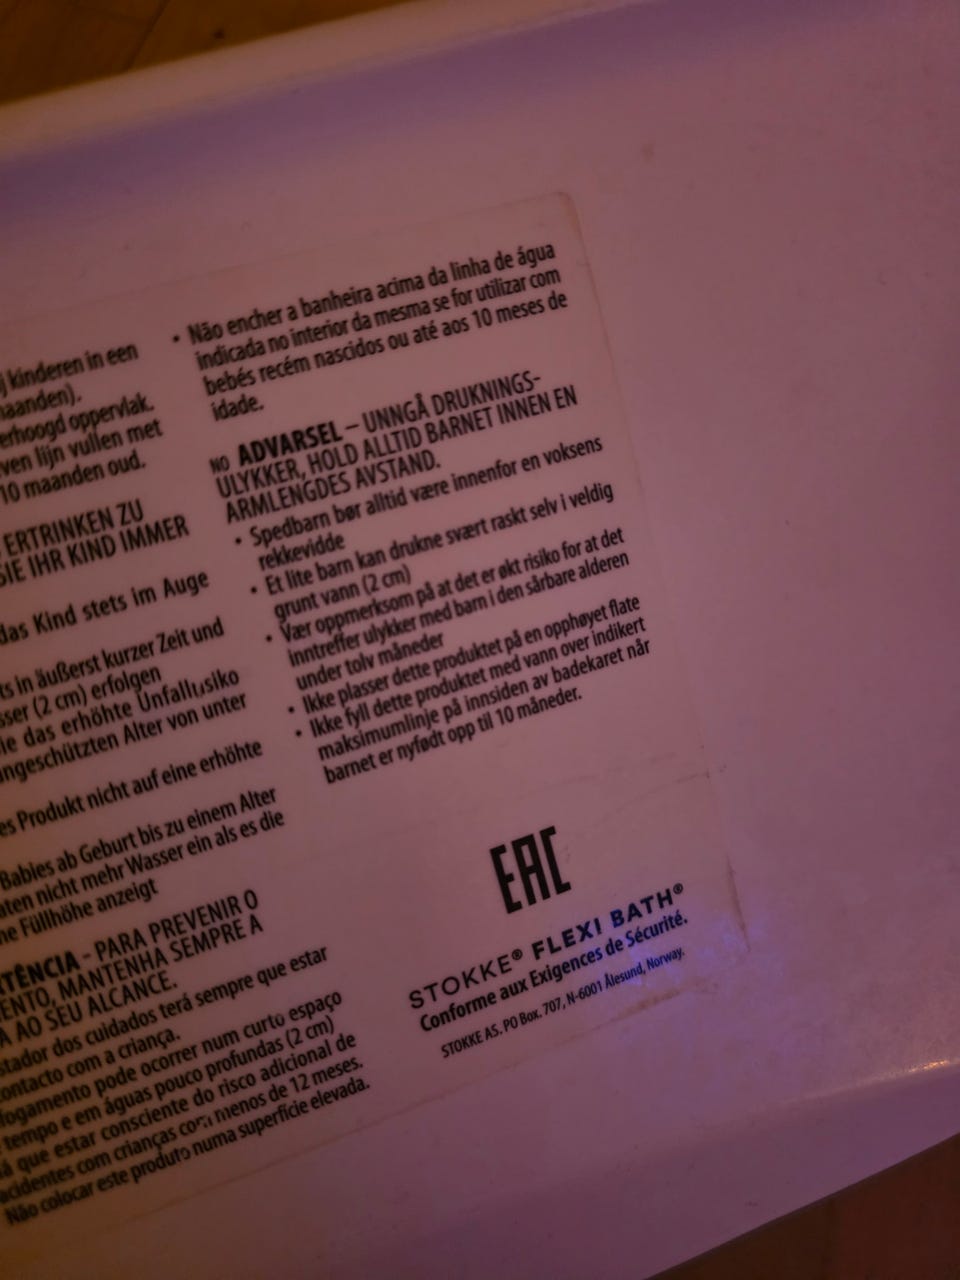 j kinderen in een
aanden).
erhoogd oppervlak.
ven lijn vullen met
10 maanden oud.
ERTRINKEN ZU
SIE IHR KIND IMMER
das Kind stets im Auge
ts in äußerst kurzer Zeit und
sser (2 cm) erfolgen
ie das erhöhte Unfallrisiko
ngeschützten Alter von unter
es Produkt nicht auf eine erhöhte
Babies ab Geburt bis zu einem Alter
aten nicht mehr Wasser ein als es die
ne Füllhöhe anzeigt
TÊNCIA – PARA PREVENIR O
ENTO, MANTENHA SEMPRE A
A AO SEU ALCANCE.
stador dos cuidados terá sempre que estar
ontacto com a criança.
fogamento pode ocorrer num curto espaço
tempo e em águas pouco profundas (2 cm)
á que estar consciente do risco adicional de
acidentes com crianças com menos de 12 meses.
Não colocar este produto numa superfície elevada.
• Não encher a banheira acima da linha de água
indicada no interior da mesma se for utilizar com
bebés recém nascidos ou até aos 10 meses de
idade.
NO ADVARSEL – UNNGÅ DRUKNINGS-
ULYKKER, HOLD ALLTID BARNET INNEN EN
ARMLENGDES AVSTAND.
• Spedbarn bør alltid være innenfor en voksens
rekkevidde
• Et lite barn kan drukne svært raskt selv i veldig
grunt vann (2 cm)
• Vær oppmerksom på at det er økt risiko for at det
inntreffer ulykker med barn i den sårbare alderen
under tolv måneder
• Ikke plasser dette produktet på en opphøyet flate
• Ikke fyll dette produktet med vann over indikert
maksimumlinje på innsiden av badekaret når
barnet er nyfødt opp til 10 måneder.
EAC
STOKKE® FLEXI BATH®
Conforme aux Exigences de Sécurité.
STOKKE AS. PO Box. 707, N-6001 Ålesund, Norway.